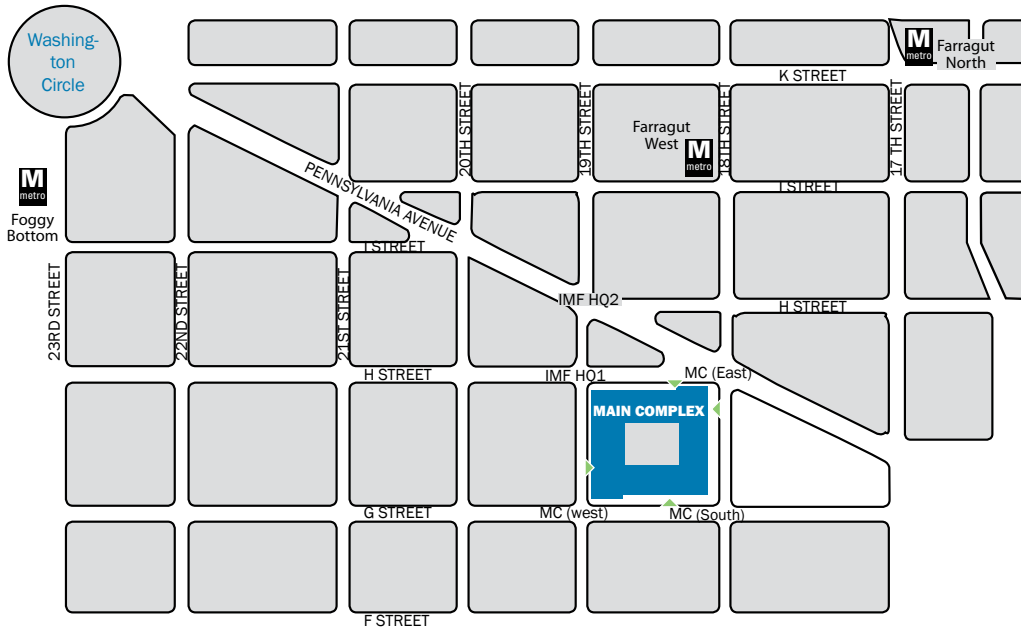 Washing-
ton
Circle
M
metro
Farragut
North
K STREET
20TH STREET
19TH STREET
18TH STREET
17 TH STREET
Farragut
West
M
metro
M
metro
Foggy
Bottom
PENNSYLVANIA AVENUE
I STREET
I STREET
23RD STREET
22ND STREET
21ST STREET
IMF HQ2
H STREET
H STREET
IMF HQ1
MC (East)
MAIN COMPLEX
G STREET
MC (west)
MC (South)
F STREET